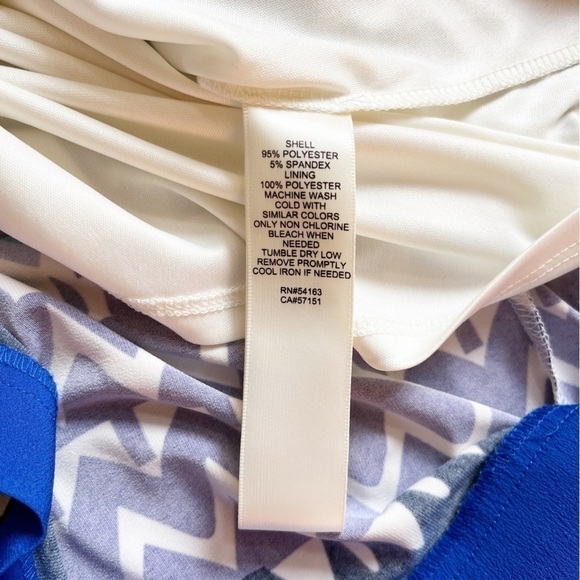 SHELL
95% POLYESTER
5% SPANDEX
LINING
100% POLYESTER
MACHINE WASH
COLD WITH
SIMILAR COLORS
ONLY NON CHLORINE
BLEACH WHEN
NEEDED
TUMBLE DRY LOW
REMOVE PROMPTLY
COOL IRON IF NEEDED
RN#54163
CA#57151